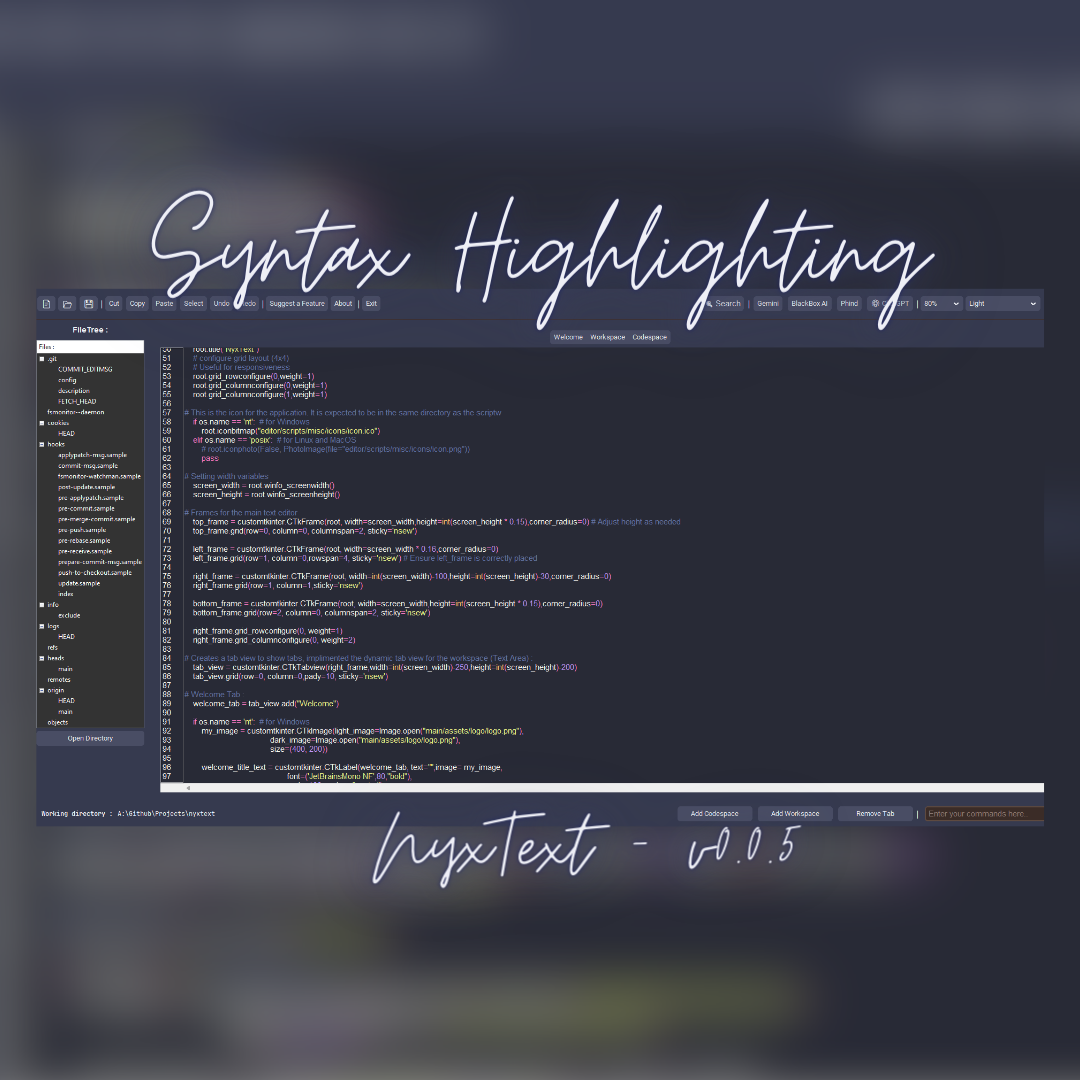 Syntax Highlighting
Cut Copy Paste Select Undo | Suggest a Feature About | Exit
Search | Gemini BlackBox AI Phind | 80% Light
FileTree :
Welcome Workspace Codespace
Files :
.git
COMMIT_EDITMSG
config
description
FETCH_HEAD
fsmonitor--daemon
cookies
HEAD
hooks
applypatch-msg.sample
commit-msg.sample
fsmonitor-watchman.sample
post-update.sample
pre-applypatch.sample
pre-commit.sample
pre-merge-commit.sample
pre-push.sample
pre-rebase.sample
pre-receive.sample
prepare-commit-msg.sample
push-to-checkout.sample
update.sample
index
info
exclude
logs
HEAD
refs
heads
main
remotes
origin
HEAD
main
objects
Open Directory
50 root.title("NyxText")
51 # configure grid layout (4x4)
52 # Useful for responsiveness
53 root.grid_rowconfigure(0,weight=1)
54 root.grid_columnconfigure(0,weight=1)
55 root.grid_columnconfigure(1,weight=1)
56
57 # This is the icon for the application. It is expected to be in the same directory as the scriptw
58 if os.name == 'nt': # for Windows
59 root.iconbitmap("editor/scripts/misc/icons/icon.ico")
60 elif os.name == 'posix': # for Linux and MacOS
61 # root.iconphoto(False, PhotoImage(file="editor/scripts/misc/icons/icon.png"))
62 pass
63
64 # Setting width variables
65 screen_width = root.winfo_screenwidth()
66 screen_height = root.winfo_screenheight()
67
68 # Frames for the main text editor
69 top_frame = customtkinter.CTkFrame(root, width=screen_width,height=int(screen_height * 0.15),corner_radius=0) # Adjust height as needed
70 top_frame.grid(row=0, column=0, columnspan=2, sticky='nsew')
71
72 left_frame = customtkinter.CTkFrame(root, width=screen_width * 0.16,corner_radius=0)
73 left_frame.grid(row=1, column=0,rowspan=4, sticky='nsew') # Ensure left_frame is correctly placed
74
75 right_frame = customtkinter.CTkFrame(root, width=int(screen_width)-100,height=int(screen_height)-30,corner_radius=0)
76 right_frame.grid(row=1, column=1,sticky='nsew')
77
78 bottom_frame = customtkinter.CTkFrame(root, width=screen_width,height=int(screen_height * 0.15),corner_radius=0)
79 bottom_frame.grid(row=2, column=0, columnspan=2, sticky='nsew')
80
81 right_frame.grid_rowconfigure(0, weight=1)
82 right_frame.grid_columnconfigure(0, weight=2)
83
84 # Creates a tab view to show tabs, implimented the dynamic tab view for the workspace (Text Area) :
85 tab_view = customtkinter.CTkTabview(right_frame,width=int(screen_width)-250,height=int(screen_height)-200)
86 tab_view.grid(row=0, column=0,pady=10, sticky='nsew')
87
88 # Welcome Tab
89 welcome_tab = tab_view.add("Welcome")
90
91 if os.name == 'nt': # for Windows
92 my_image = customtkinter.CTkImage(light_image=Image.open("main/assets/logo/logo.png"),
93 dark_image=Image.open("main/assets/logo/logo.png"),
94 size=(400, 200))
95
96 welcome_title_text = customtkinter.CTkLabel(welcome_tab, text="",image= my_image,
97 font=("JetBrainsMono NF",80,"bold"),
Working directory : A:\Github\Projects\nyxtext
Add Codespace Add Workspace Remove Tab | Enter your commands here..
NyxText - v0.0.5